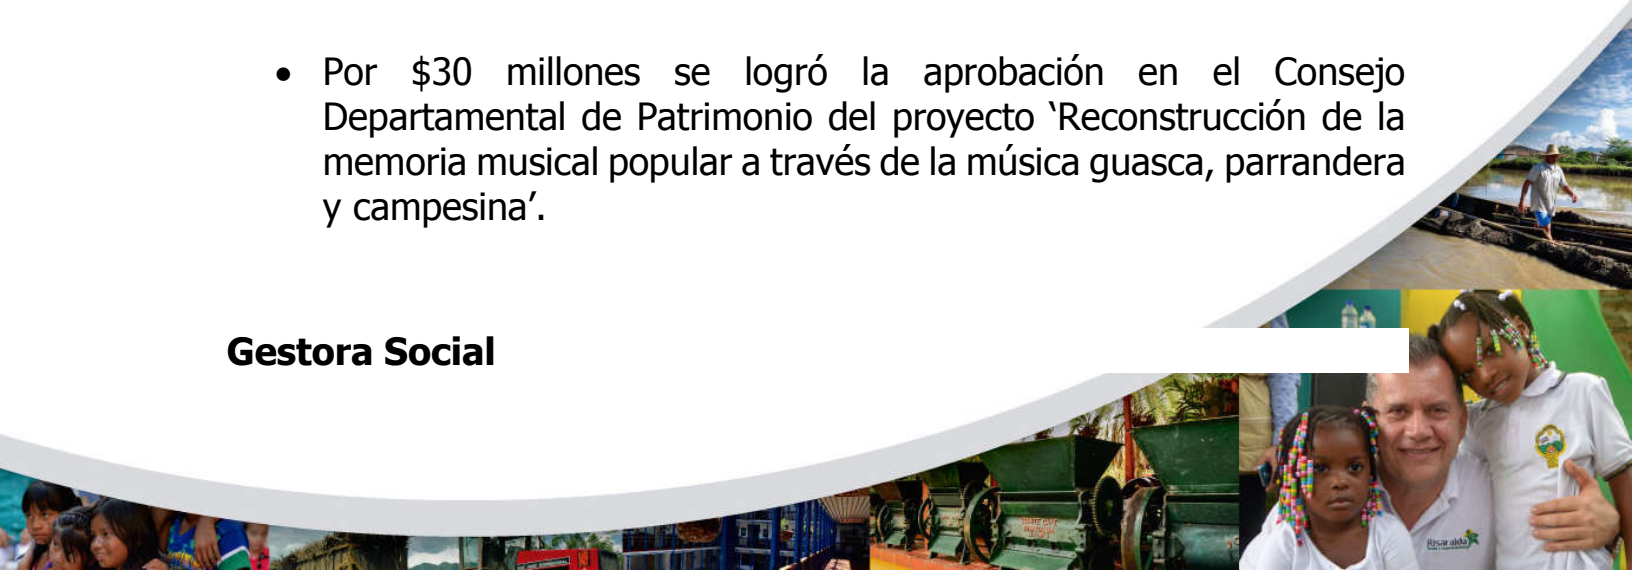 • Por $30 millones se logró la aprobación en el Consejo
Departamental de Patrimonio del proyecto ‘Reconstrucción de la
memoria musical popular a través de la música guasca, parrandera
y campesina’.
Gestora Social
Risaralda